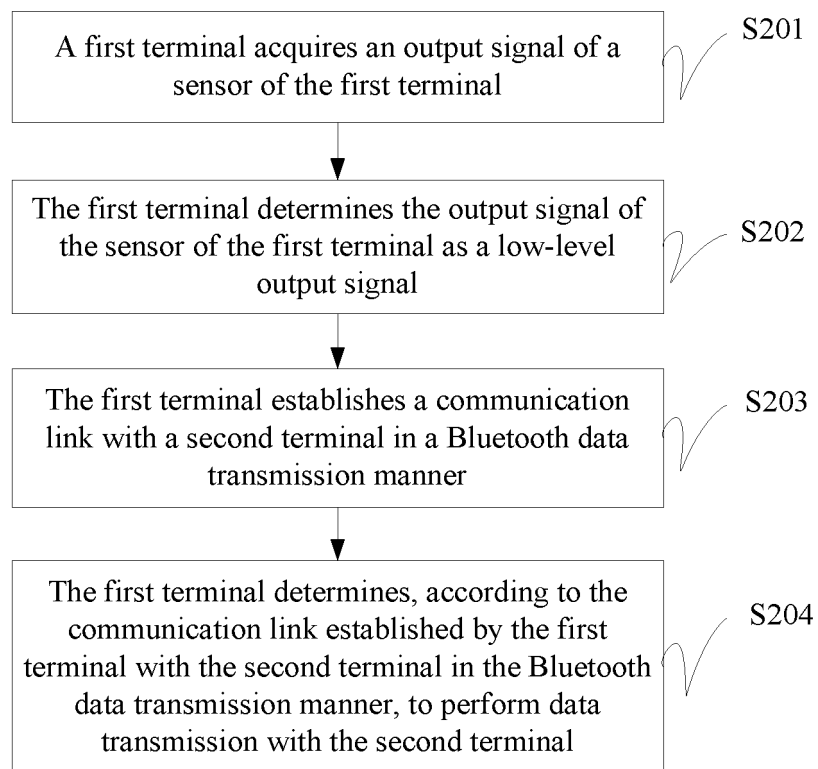 A first terminal acquires an output signal of a
sensor of the first terminal
S201
The first terminal determines the output signal of
the sensor of the first terminal as a low-level
output signal
S202
The first terminal establishes a communication
link with a second terminal in a Bluetooth data
transmission manner
S203
The first terminal determines, according to the
communication link established by the first
terminal with the second terminal in the Bluetooth
data transmission manner, to perform data
transmission with the second terminal
S204